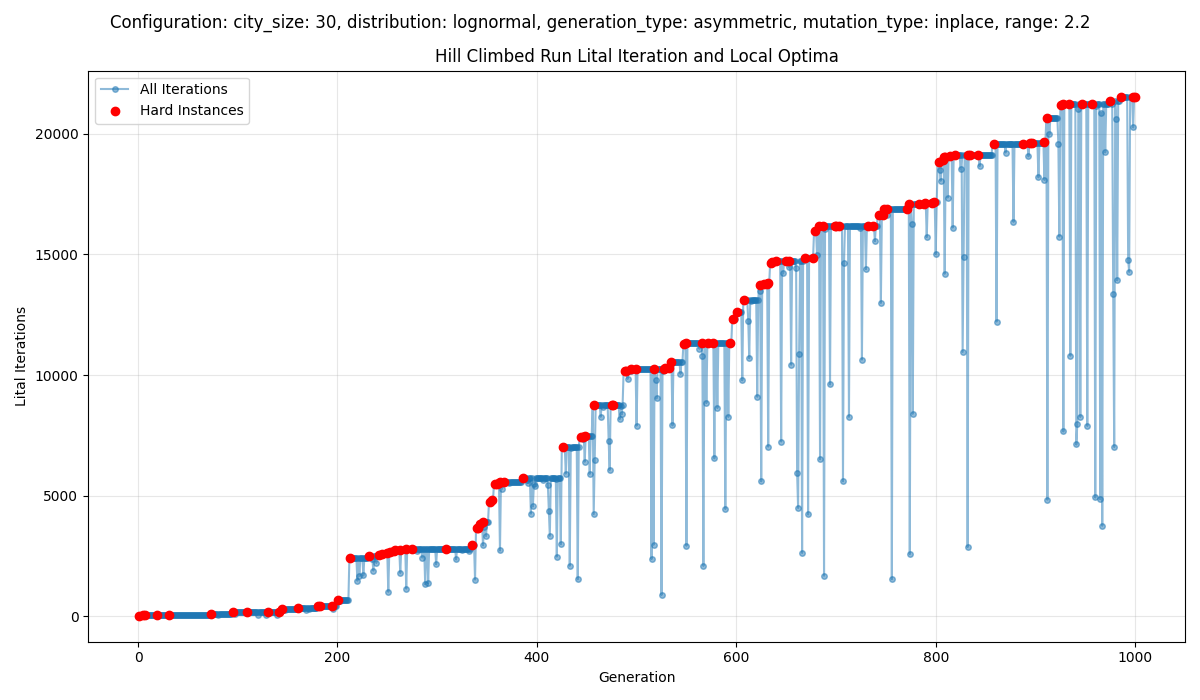 Configuration: city_size: 30, distribution: lognormal, generation_type: asymmetric, mutation_type: inplace, range: 2.2
Hill Climbed Run Lital Iteration and Local Optima
All Iterations
Hard Instances
Lital Iterations
20000
15000
10000
5000
0
0 200 400 600 800 1000
Generation